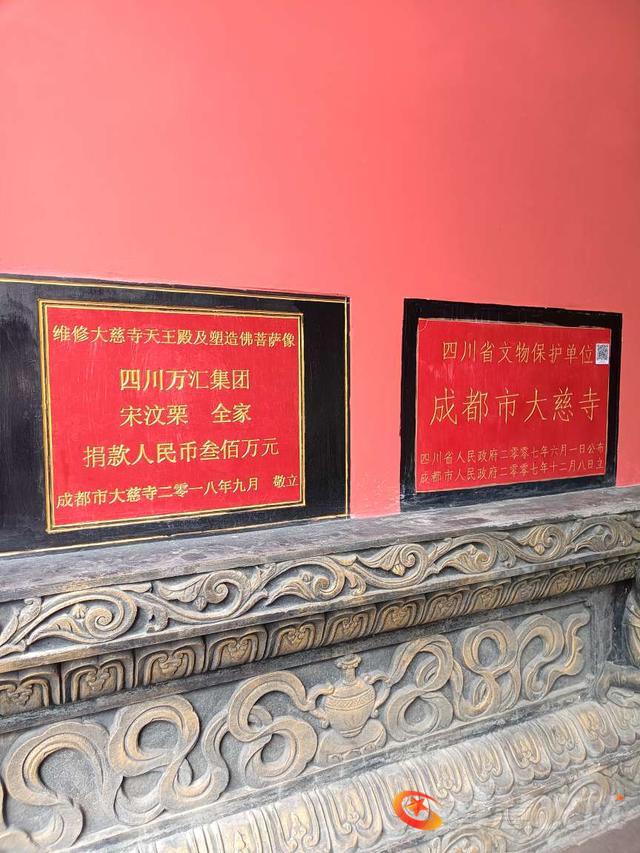 维修大慈寺天王殿及塑造佛菩萨像
四川万汇集团
宋汶栗 全家
捐款人民币叁佰万元
成都市大慈寺二零一八年九月 敬立
四川省文物保护单位
成都市大慈寺
四川省人民政府二零零七年六月一日公布
成都市人民政府二零零七年十二月八日立